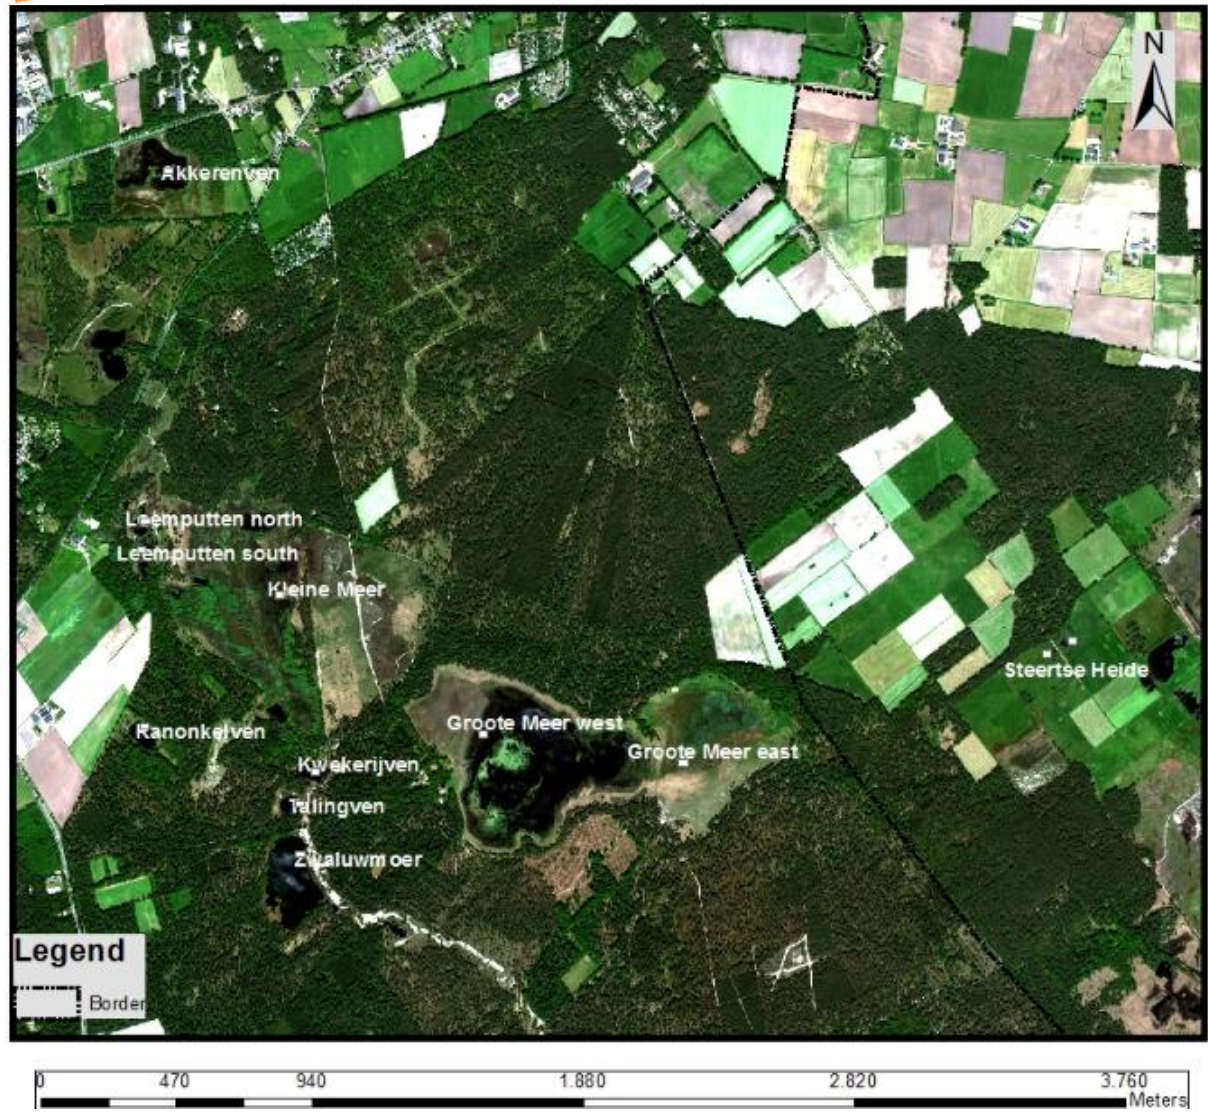 N
Akkerenven
Leemputten north
Leemputten south
Kleine Meer
Steertse Heide
Groote Meer west
Kanonkelven
Groote Meer east
Kwekerijven
Talingven
Zwaluwmoer
Legend
Border
0 470 940 1.880 2.820 3.760
Meters